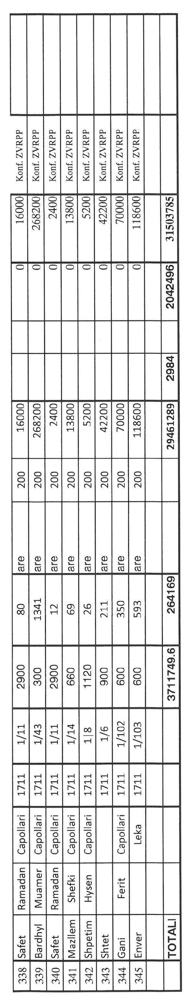 338 Safet Ramadan Capollari 1711 1/11 2900 80 are 200 16000 0 16000 Konf. ZVRPP
339 Bardhyl Muamer Capollari 1711 1/43 300 1341 are 200 268200 0 268200 Konf. ZVRPP
340 Safet Ramadan Capollari 1711 1/11 2900 12 are 200 2400 0 2400 Konf. ZVRPP
341 Mazllem Shefki Capollari 1711 1/14 660 69 are 200 13800 0 13800 Konf. ZVRPP
342 Shpetim Hysen Capollari 1711 1|8 1120 26 are 200 5200 0 5200 Konf. ZVRPP
343 Shtet 1711 1/6 900 211 are 200 42200 0 42200 Konf. ZVRPP
344 Gani Ferit Capollari 1711 1/102 600 350 are 200 70000 0 70000 Konf. ZVRPP
345 Enver Leka 1711 1/103 600 593 are 200 118600 0 118600 Konf. ZVRPP
TOTALI 3711749.6 264169 29461289 2984 2042496 31503785